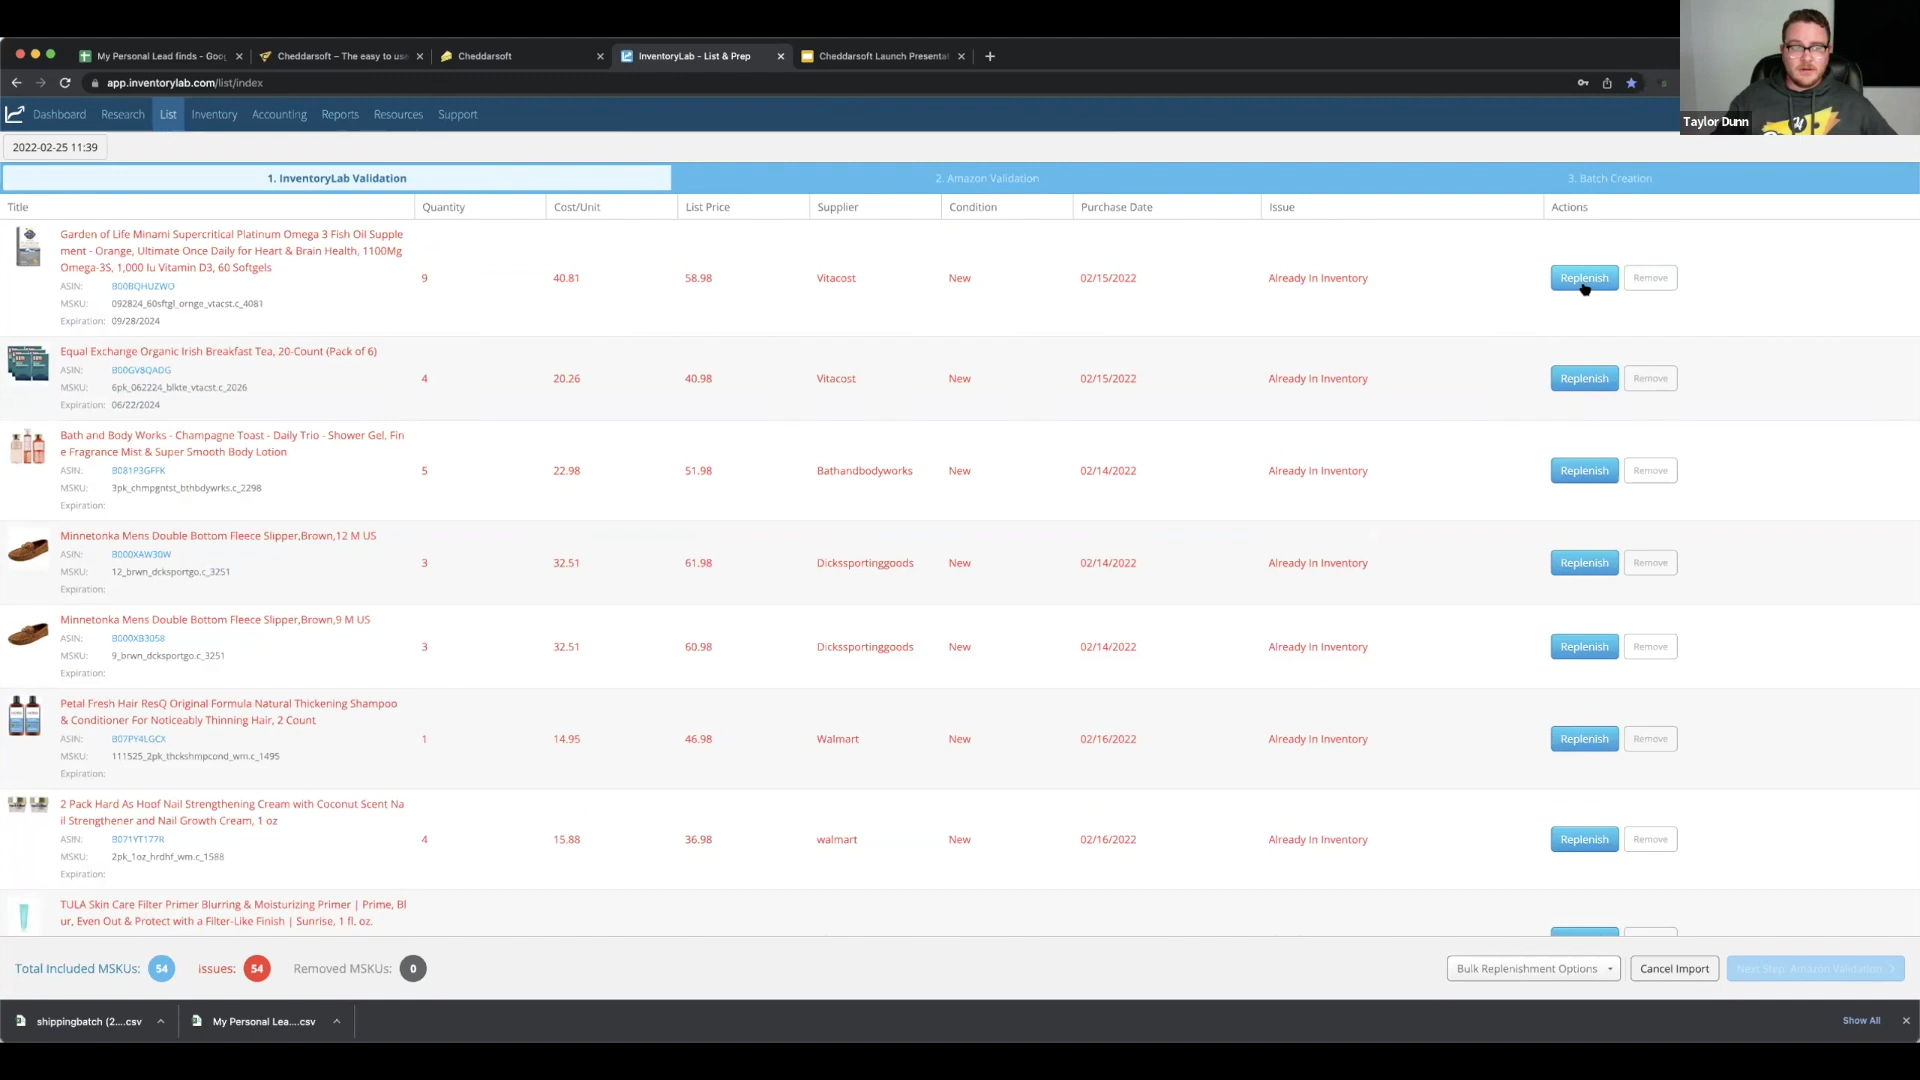 My Personal Lead finds - Goog
Cheddarsoft – The easy to use
Cheddarsoft
InventoryLab - List & Prep
Cheddarsoft Launch Presentat
app.inventorylab.com/list/index
Dashboard
Research
List
Inventory
Accounting
Reports
Resources
Support
Taylor Dunn
2022-02-25 11:39
1. InventoryLab Validation
2. Amazon Validation
3. Batch Creation
Title
Quantity
Cost/Unit
List Price
Supplier
Condition
Purchase Date
Issue
Actions
Garden of Life Minami Supercritical Platinum Omega 3 Fish Oil Supple
ment - Orange, Ultimate Once Daily for Heart & Brain Health, 1100Mg
Omega-3S, 1,000 Iu Vitamin D3, 60 Softgels
ASIN: B00BQHUZWO
MSKU: 092824_60sftgl_ornge_vtacst.c_4081
Expiration: 09/28/2024
9
40.81
58.98
Vitacost
New
02/15/2022
Already In Inventory
Replenish
Remove
Equal Exchange Organic Irish Breakfast Tea, 20-Count (Pack of 6)
ASIN: B00GV8QADG
MSKU: 6pk_062224_blkte_vtacst.c_2026
Expiration: 06/22/2024
4
20.26
40.98
Vitacost
New
02/15/2022
Already In Inventory
Replenish
Remove
Bath and Body Works - Champagne Toast - Daily Trio - Shower Gel, Fin
e Fragrance Mist & Super Smooth Body Lotion
ASIN: B081P3GFFK
MSKU: 3pk_chmpgntst_bthbdywrks.c_2298
Expiration:
5
22.98
51.98
Bathandbodyworks
New
02/14/2022
Already In Inventory
Replenish
Remove
Minnetonka Mens Double Bottom Fleece Slipper,Brown,12 M US
ASIN: B000XAW30W
MSKU: 12_brwn_dcksportgo.c_3251
Expiration:
3
32.51
61.98
Dickssportinggoods
New
02/14/2022
Already In Inventory
Replenish
Remove
Minnetonka Mens Double Bottom Fleece Slipper,Brown,9 M US
ASIN: B000XB3058
MSKU: 9_brwn_dcksportgo.c_3251
Expiration:
3
32.51
60.98
Dickssportinggoods
New
02/14/2022
Already In Inventory
Replenish
Remove
Petal Fresh Hair ResQ Original Formula Natural Thickening Shampoo
& Conditioner For Noticeably Thinning Hair, 2 Count
ASIN: B07PY4LGCX
MSKU: 111525_2pk_thckshmpcond_wm.c_1495
Expiration:
1
14.95
46.98
Walmart
New
02/16/2022
Already In Inventory
Replenish
Remove
2 Pack Hard As Hoof Nail Strengthening Cream with Coconut Scent Na
il Strengthener and Nail Growth Cream, 1 oz
ASIN: B071YT177R
MSKU: 2pk_1oz_hrdhf_wm.c_1588
Expiration:
4
15.88
36.98
walmart
New
02/16/2022
Already In Inventory
Replenish
Remove
TULA Skin Care Filter Primer Blurring & Moisturizing Primer | Prime, Bl
ur, Even Out & Protect with a Filter-Like Finish | Sunrise, 1 fl. oz.
Total Included MSKUs: 54
issues: 54
Removed MSKUs: 0
Bulk Replenishment Options
Cancel Import
Next Step: Amazon Validation
shippingbatch (2....csv
My Personal Lea....csv
Show All